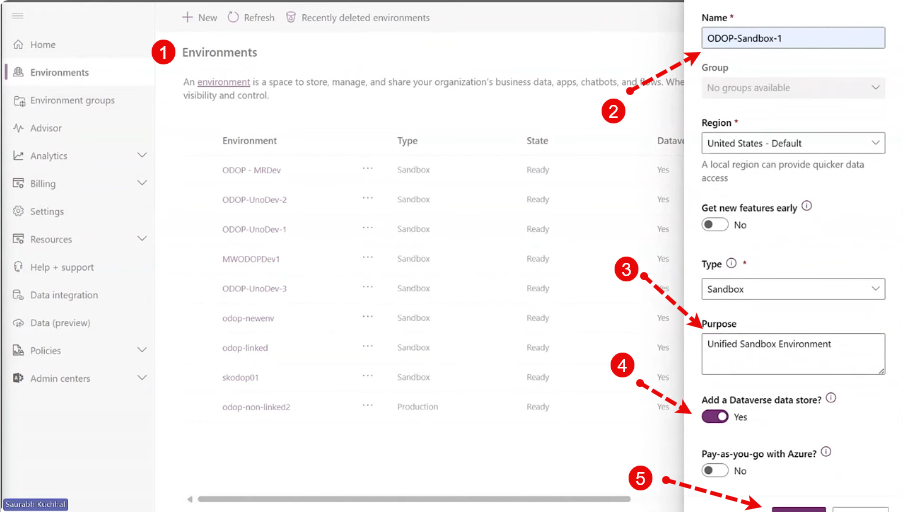 New
Refresh
Recently deleted environments
Home
Environments
Environment groups
Advisor
Analytics
Billing
Settings
Resources
Help + support
Data integration
Data (preview)
Policies
Admin centers
1
Environments
An environment is a space to store, manage, and share your organization's business data, apps, chatbots, and flows. Whe
visibility and control.
Environment Type State Datave
ODOP - MRDev ... Sandbox Ready Yes
ODOP-UnoDev-2 ... Sandbox Ready Yes
ODOP-UnoDev-1 ... Sandbox Ready Yes
MWODOPDev1 ... Sandbox Ready Yes
ODOP-UnoDev-3 ... Sandbox Ready Yes
odop-newenv ... Sandbox Ready Yes
odop-linked ... Sandbox Ready Yes
skodop01 ... Sandbox Ready Yes
odop-non-linked2 ... Production Ready Yes
Name *
ODOP-Sandbox-1
2
Group
No groups available
Region *
United States - Default
A local region can provide quicker data
access
Get new features early
No
Type *
Sandbox
3
Purpose
Unified Sandbox Environment
4
Add a Dataverse data store?
Yes
Pay-as-you-go with Azure?
No
5
Saurabh